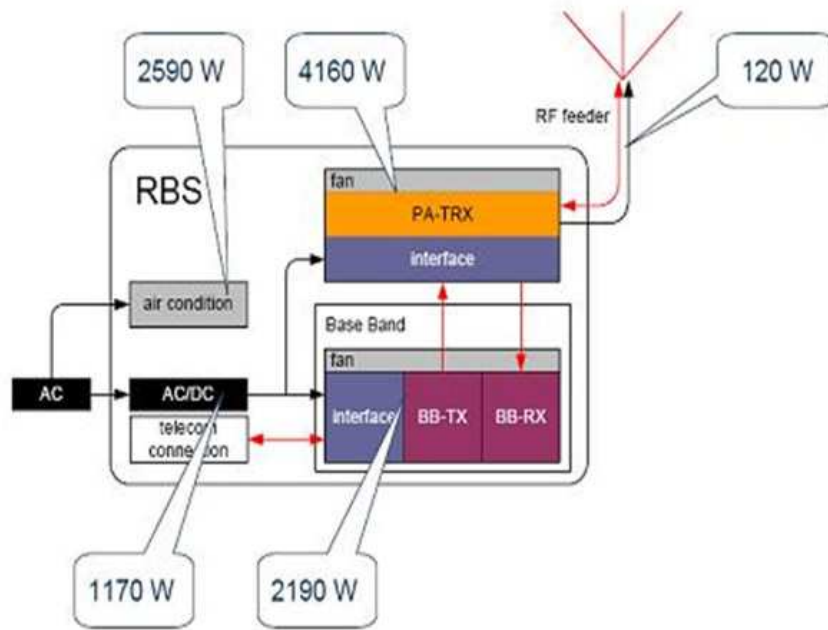 2590 W
4160 W
120 W
RF feeder
RBS
fan
PA-TRX
interface
air condition
Base Band
fan
AC
AC/DC
interface
BB-TX
BB-RX
telecom
connection
1170 W
2190 W